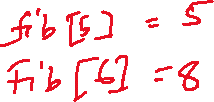 fib[5] = 5
Fib[6] = 8